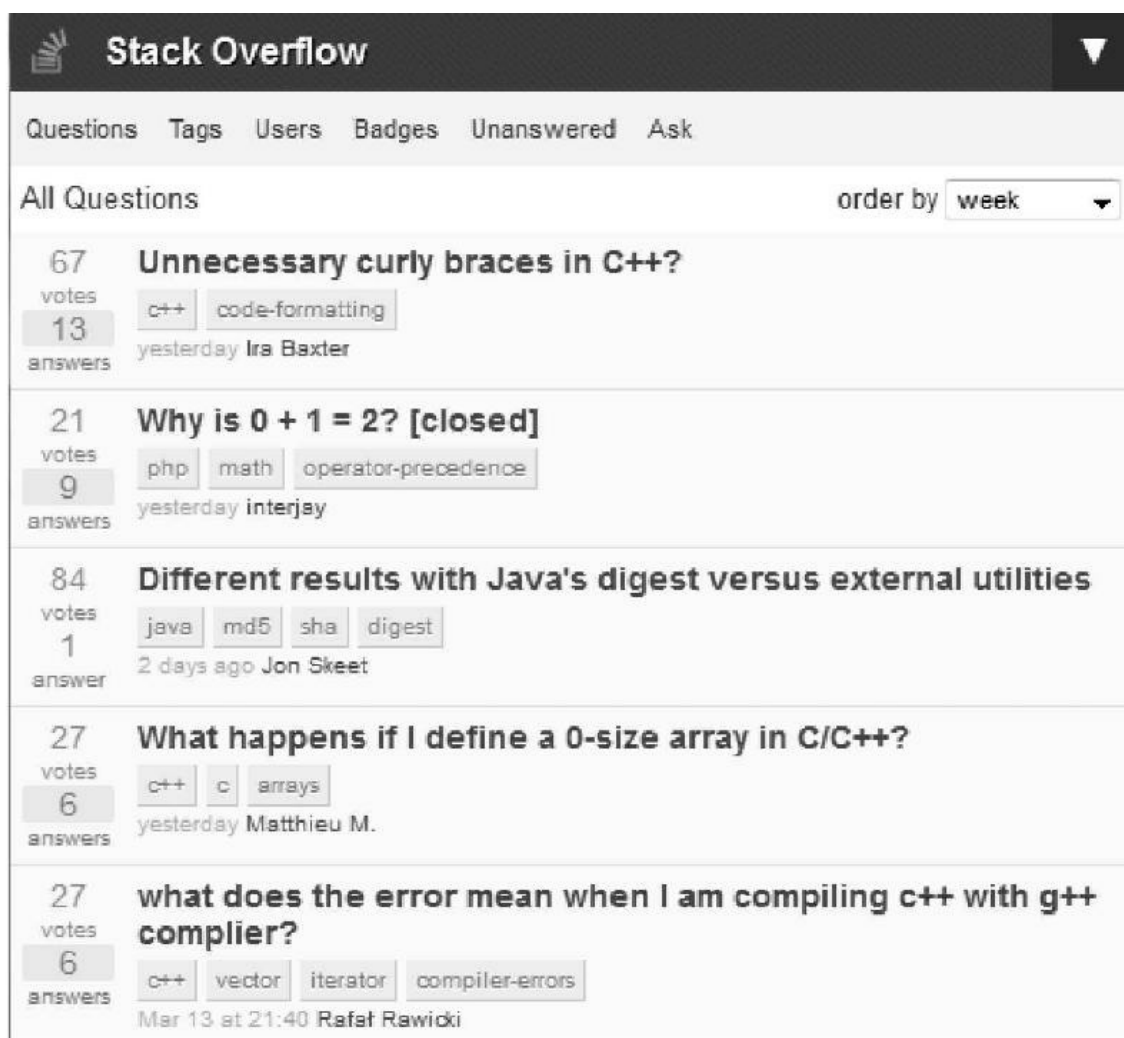 Stack Overflow
Questions Tags Users Badges Unanswered Ask
All Questions order by week
67 votes 13 answers
Unnecessary curly braces in C++?
c++ code-formatting
yesterday Ira Baxter
21 votes 9 answers
Why is 0 + 1 = 2? [closed]
php math operator-precedence
yesterday interjay
84 votes 1 answer
Different results with Java's digest versus external utilities
java md5 sha digest
2 days ago Jon Skeet
27 votes 6 answers
What happens if I define a 0-size array in C/C++?
c++ c arrays
yesterday Matthieu M.
27 votes 6 answers
what does the error mean when I am compiling c++ with g++
complier?
c++ vector iterator compiler-errors
Mar 13 at 21:40 Rafał Rawicki